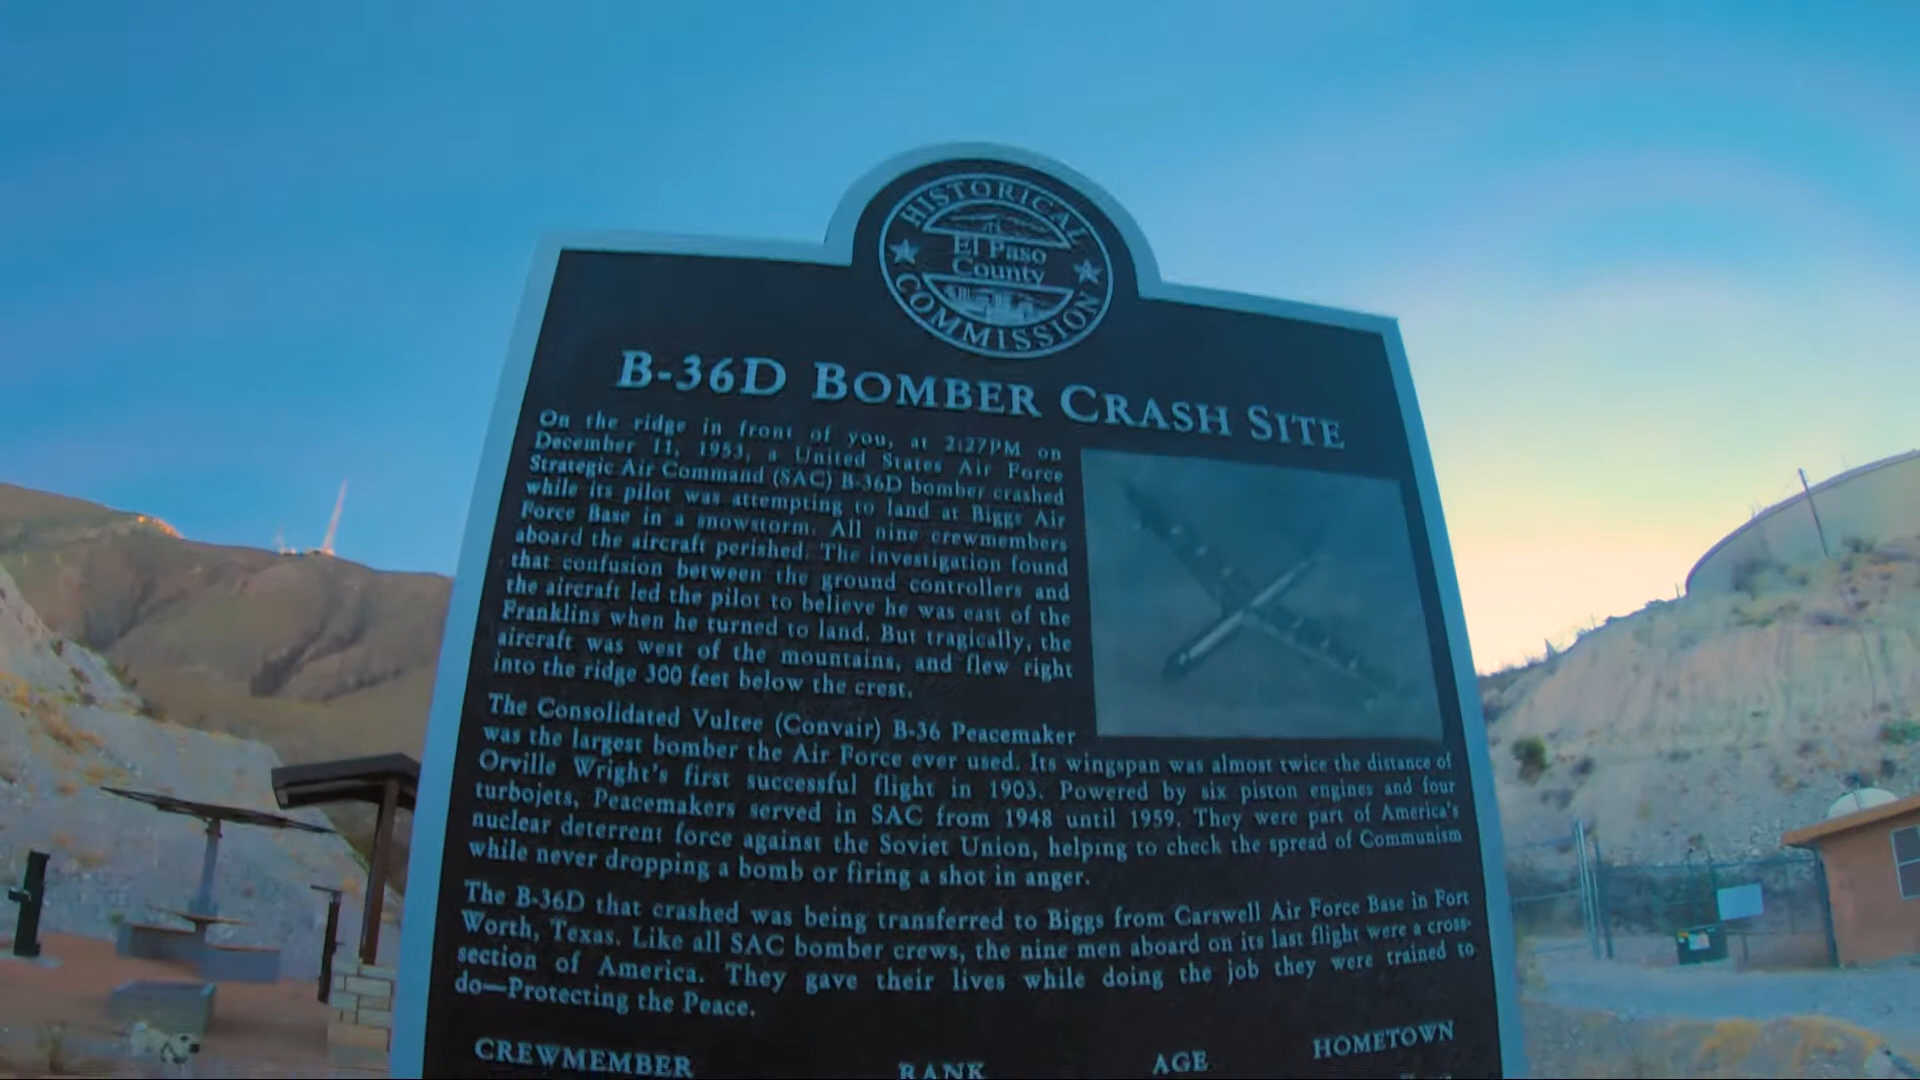 HISTORICAL
El Paso
County
COMMISSION
B-36D BOMBER CRASH SITE
On the ridge in front of you, at 2:27PM on
December 11, 1953, a United States Air Force
Strategic Air Command (SAC) B-36D bomber crashed
while its pilot was attempting to land at Biggs Air
Force Base in a snowstorm. All nine crewmembers
aboard the aircraft perished. The investigation found
that confusion between the ground controllers and
the aircraft led the pilot to believe he was east of the
Franklins when he turned to land. But tragically, the
aircraft was west of the mountains, and flew right
into the ridge 300 feet below the crest.
The Consolidated Vultee (Convair) B-36 Peacemaker
was the largest bomber the Air Force ever used. Its wingspan was almost twice the distance of
Orville Wright's first successful flight in 1903. Powered by six piston engines and four
turbojets, Peacemakers served in SAC from 1948 until 1959. They were part of America's
nuclear deterrent force against the Soviet Union, helping to check the spread of Communism
while never dropping a bomb or firing a shot in anger.
The B-36D that crashed was being transferred to Biggs from Carswell Air Force Base in Fort
Worth, Texas. Like all SAC bomber crews, the nine men aboard on its last flight were a cross-
section of America. They gave their lives while doing the job they were trained to
do—Protecting the Peace.
CREWMEMBER RANK AGE HOMETOWN